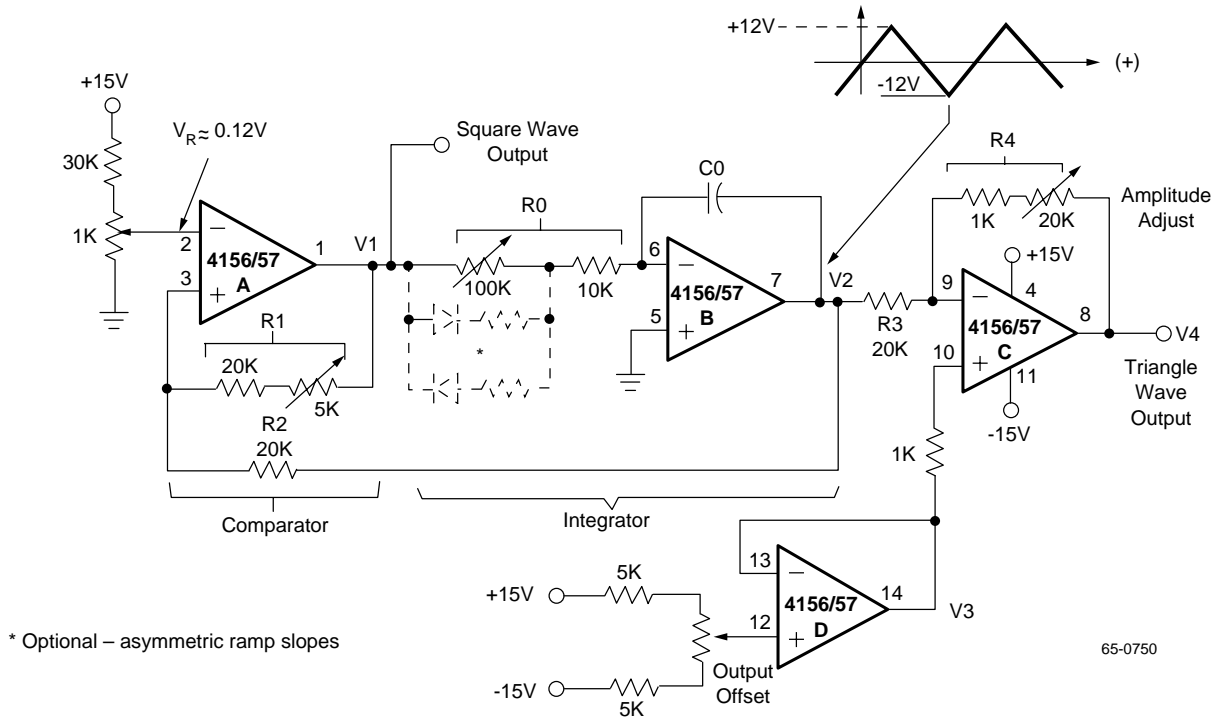 +12V
-12V
(+)
+15V
30K
1K
VR ≈ 0.12V
2
3
1
4156/57
A
V1
Square Wave
Output
R1
20K
5K
R2
20K
Comparator
R0
100K
10K
*
C0
6
5
7
4156/57
B
V2
Integrator
R3
20K
R4
1K
20K
Amplitude
Adjust
+15V
4
9
10
8
4156/57
C
11
-15V
V4
Triangle
Wave
Output
1K
13
12
14
4156/57
D
V3
+15V
5K
-15V
5K
Output
Offset
* Optional – asymmetric ramp slopes
65-0750